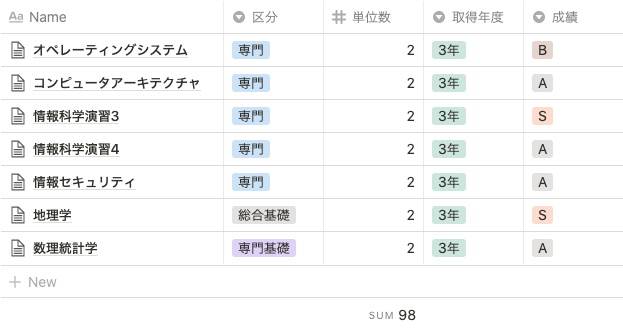 Aa Name 区分 # 単位数 取得年度 成績
オペレーティングシステム 専門 2 3年 B
コンピュータアーキテクチャ 専門 2 3年 A
情報科学演習3 専門 2 3年 S
情報科学演習4 専門 2 3年 A
情報セキュリティ 専門 2 3年 A
地理学 総合基礎 2 3年 S
数理統計学 専門基礎 2 3年 A
+ New
SUM 98